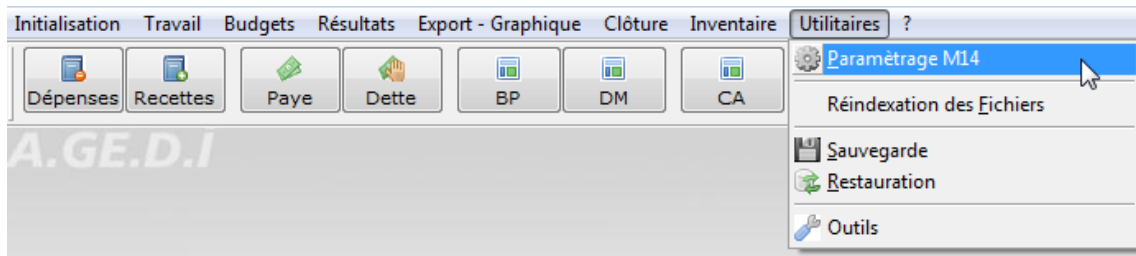 Initialisation Travail Budgets Résultats Export - Graphique Clôture Inventaire Utilitaires ?
Dépenses Recettes Paye Dette BP DM CA
A.GE.D.I
Paramètrage M14
Réindexation des Fichiers
Sauvegarde
Restauration
Outils